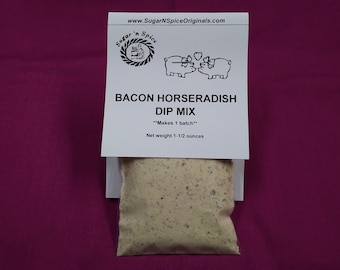 www.SugarNSpiceOriginals.com
Sugar 'n Spice
BACON HORSERADISH
DIP MIX
**Makes 1 batch**
Net weight 1-1/2 ounces